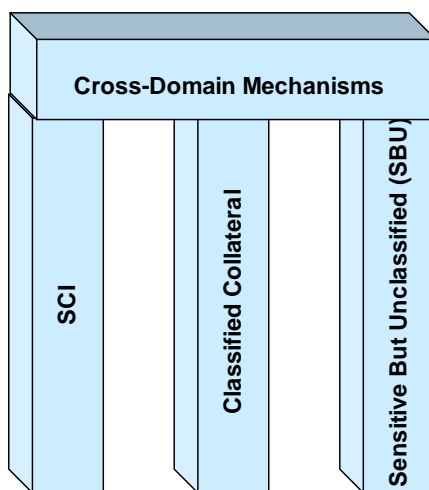 Cross-Domain Mechanisms
SCI
Classified Collateral
Sensitive But Unclassified (SBU)